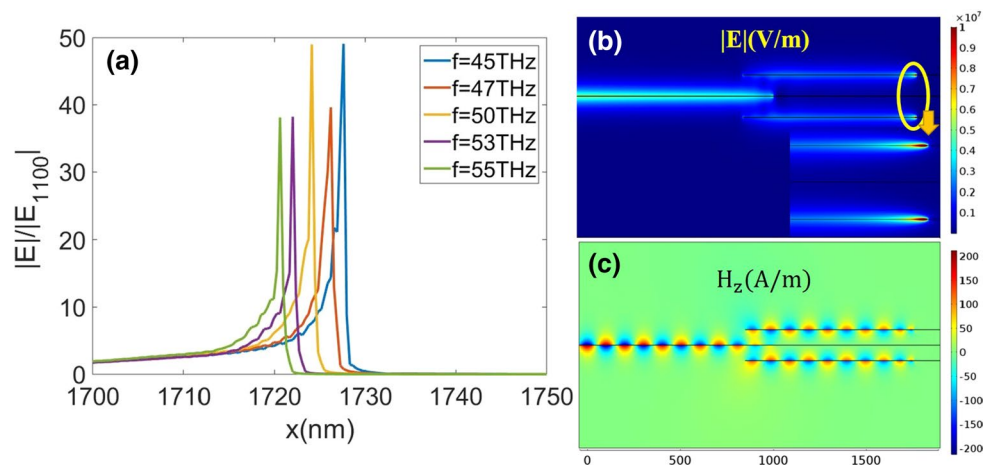 (a)
50
40
30
20
10
0
|E|/|E1100|
1700 1710 1720 1730 1740 1750
x(nm)
f=45THz
f=47THz
f=50THz
f=53THz
f=55THz
(b)
|E|(V/m)
×10⁷
1
0.9
0.8
0.7
0.6
0.5
0.4
0.3
0.2
0.1
(c)
Hz(A/m)
200
150
100
50
0
-50
-1000
-150
-200
0 500 1000 1500